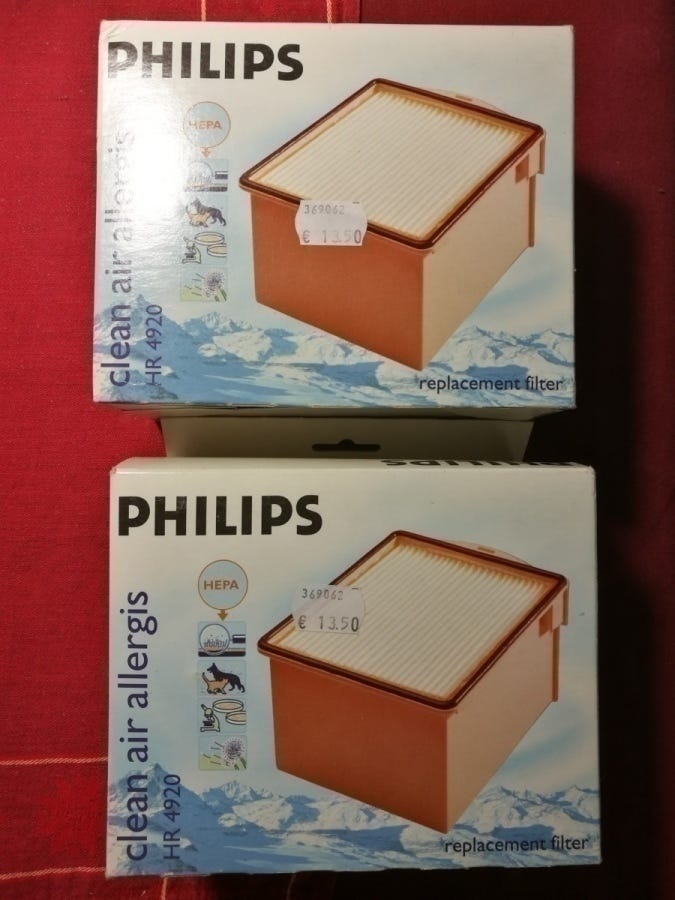 PHILIPS
HEPA
369062
€ 13.50
clean air allergis
HR 4920
replacement filter
PHILIPS
PHILIPS
HEPA
369062
€ 13.50
clean air allergis
HR 4920
replacement filter